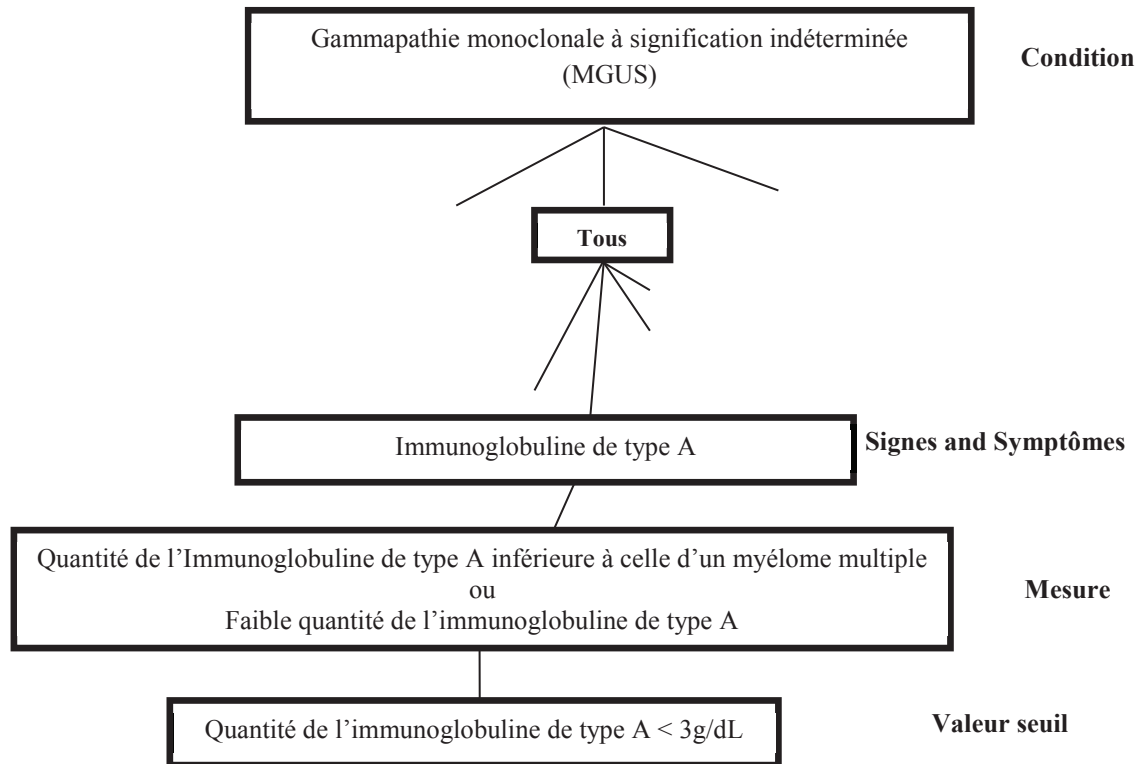 Gammapathie monoclonale à signification indéterminée
(MGUS)
Condition
Tous
Immunoglobuline de type A
Signes and Symptômes
Quantité de l’Immunoglobuline de type A inférieure à celle d’un myélome multiple
ou
Faible quantité de l’immunoglobuline de type A
Mesure
Quantité de l’immunoglobuline de type A < 3g/dL
Valeur seuil